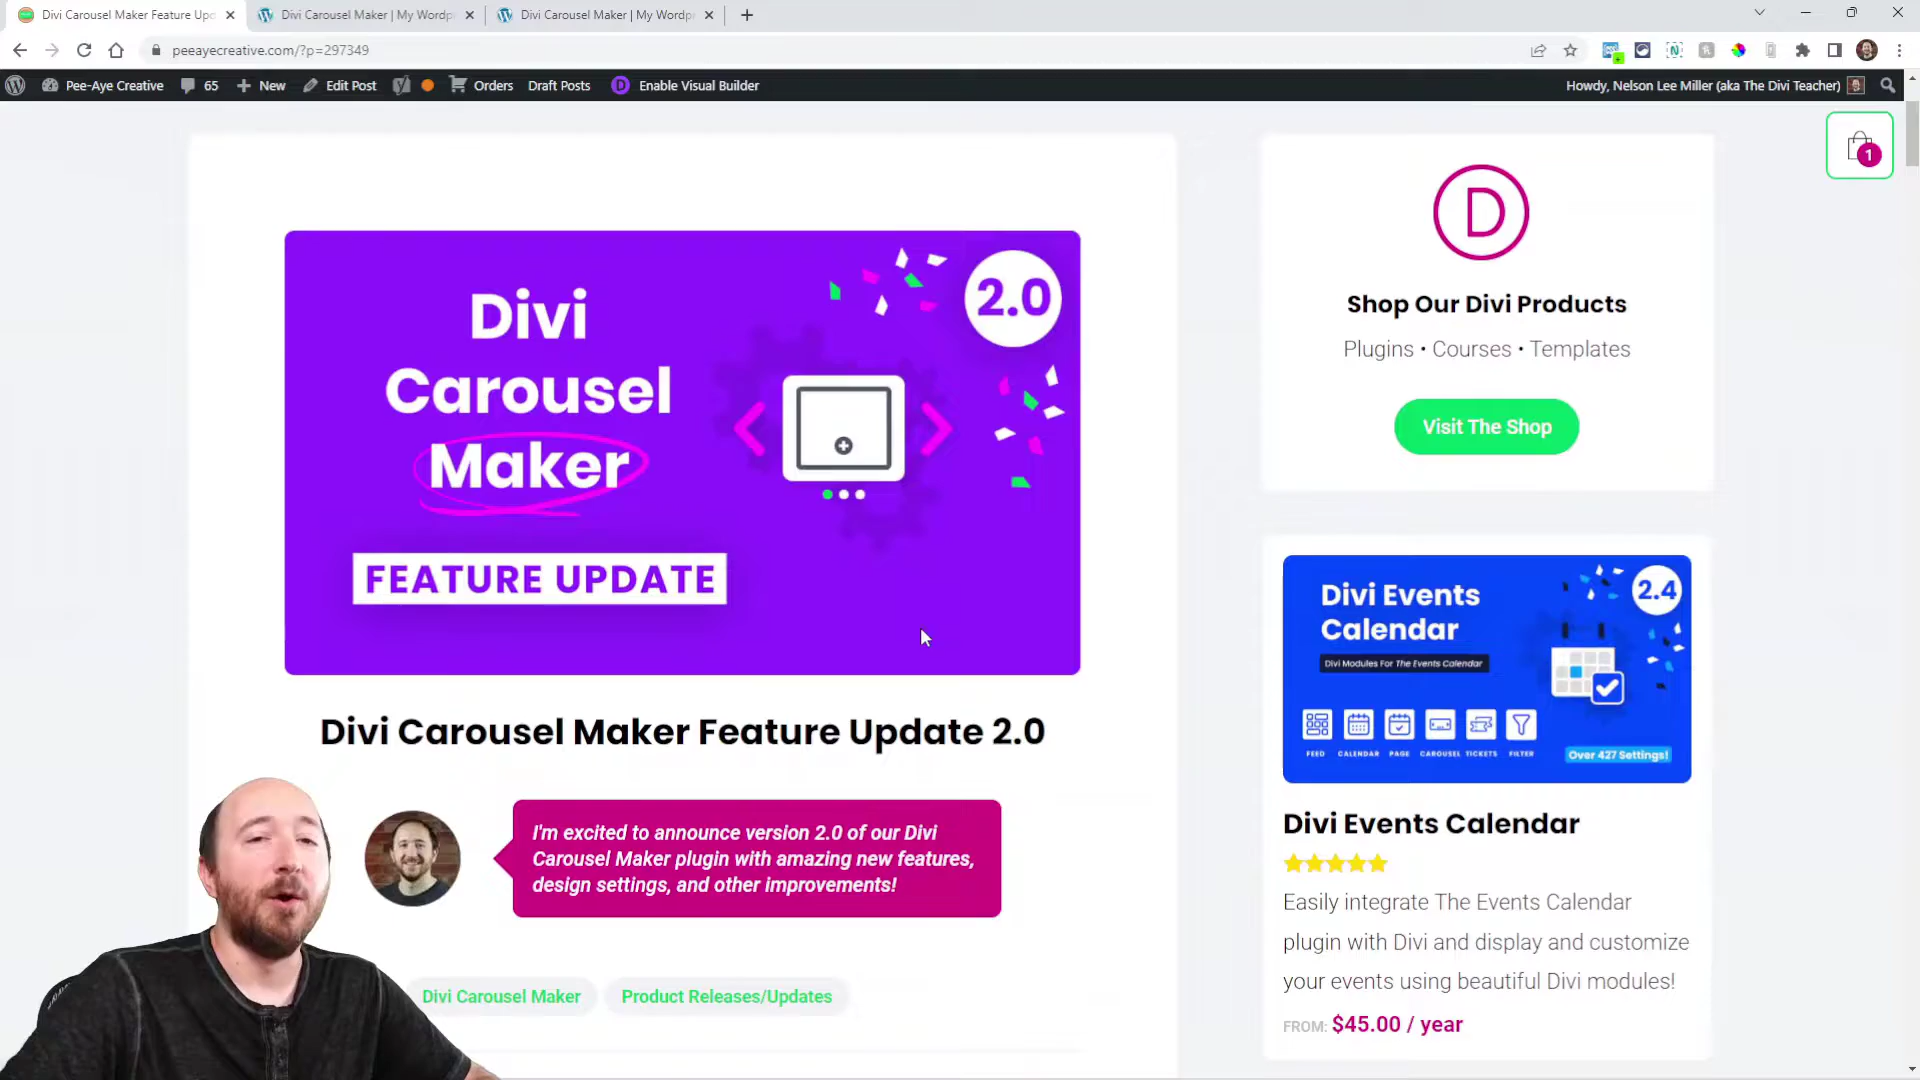 Divi Carousel Maker Feature Upd
Divi Carousel Maker | My Wordpr
Divi Carousel Maker | My Wordpr
peeayecreative.com/?p=297349
Pee-Aye Creative
65
New
Edit Post
Orders
Draft Posts
Enable Visual Builder
Howdy, Nelson Lee Miller (aka The Divi Teacher)
1
Divi
Carousel
Maker
2.0
FEATURE UPDATE
Divi Carousel Maker Feature Update 2.0
I'm excited to announce version 2.0 of our Divi
Carousel Maker plugin with amazing new features,
design settings, and other improvements!
Divi Carousel Maker
Product Releases/Updates
D
Shop Our Divi Products
Plugins • Courses • Templates
Visit The Shop
Divi Events
Calendar
2.4
Divi Modules For The Events Calendar
FEED CALENDAR PAGE CAROUSEL TICKETS FILTER
Over 427 Settings!
Divi Events Calendar
Easily integrate The Events Calendar
plugin with Divi and display and customize
your events using beautiful Divi modules!
FROM: $45.00 / year